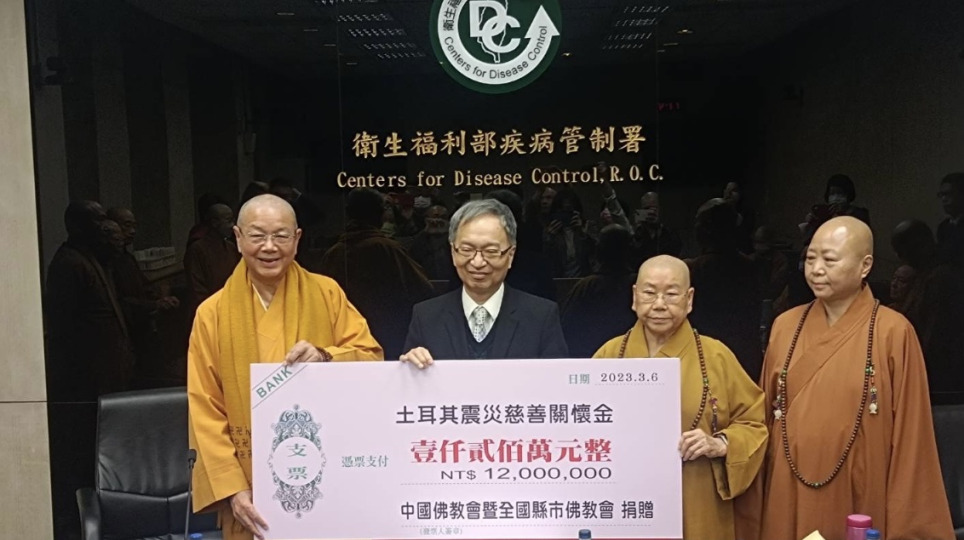 衛生福
Centers for Disease Control
DC
衛生福利部疾病管制署
Centers for Disease Control, R.O.C.
BANK
日期 2023.3.6
土耳其震災慈善關懷金
支票
憑票支付
壹仟貳佰萬元整
NT$ 12,000,000
中國佛教會暨全國縣市佛教會 捐贈